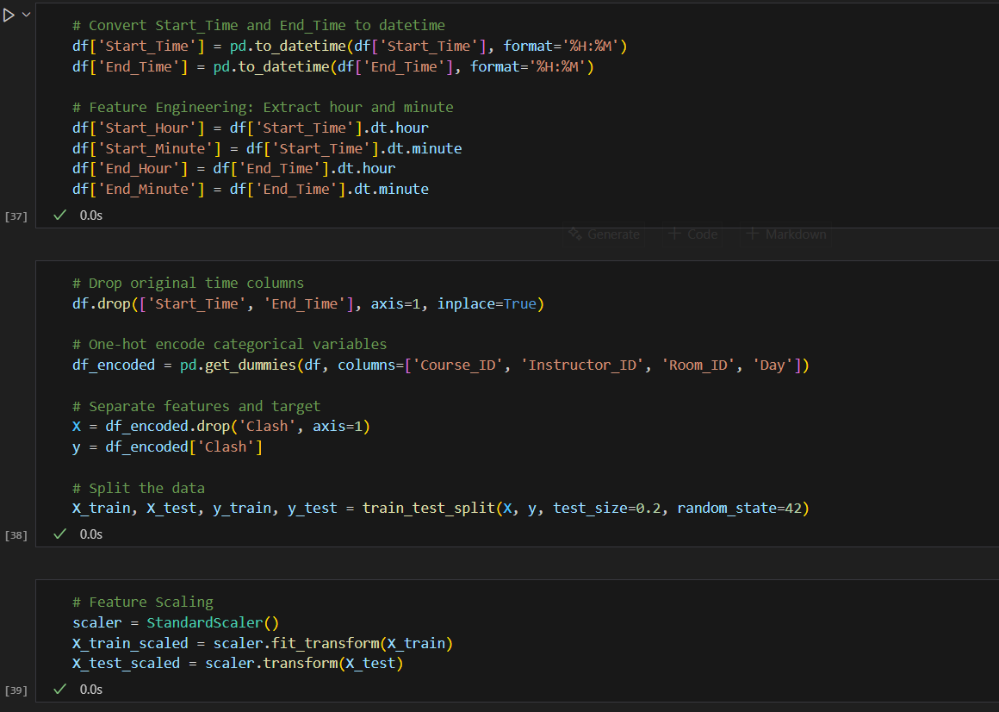 # Convert Start_Time and End_Time to datetime
df['Start_Time'] = pd.to_datetime(df['Start_Time'], format='%H:%M')
df['End_Time'] = pd.to_datetime(df['End_Time'], format='%H:%M')
# Feature Engineering: Extract hour and minute
df['Start_Hour'] = df['Start_Time'].dt.hour
df['Start_Minute'] = df['Start_Time'].dt.minute
df['End_Hour'] = df['End_Time'].dt.hour
df['End_Minute'] = df['End_Time'].dt.minute
[37] 0.0s
Generate + Code + Markdown
# Drop original time columns
df.drop(['Start_Time', 'End_Time'], axis=1, inplace=True)
# One-hot encode categorical variables
df_encoded = pd.get_dummies(df, columns=['Course_ID', 'Instructor_ID', 'Room_ID', 'Day'])
# Separate features and target
X = df_encoded.drop('Clash', axis=1)
y = df_encoded['Clash']
# Split the data
X_train, X_test, y_train, y_test = train_test_split(X, y, test_size=0.2, random_state=42)
[38] 0.0s
# Feature Scaling
scaler = StandardScaler()
X_train_scaled = scaler.fit_transform(X_train)
X_test_scaled = scaler.transform(X_test)
[39] 0.0s